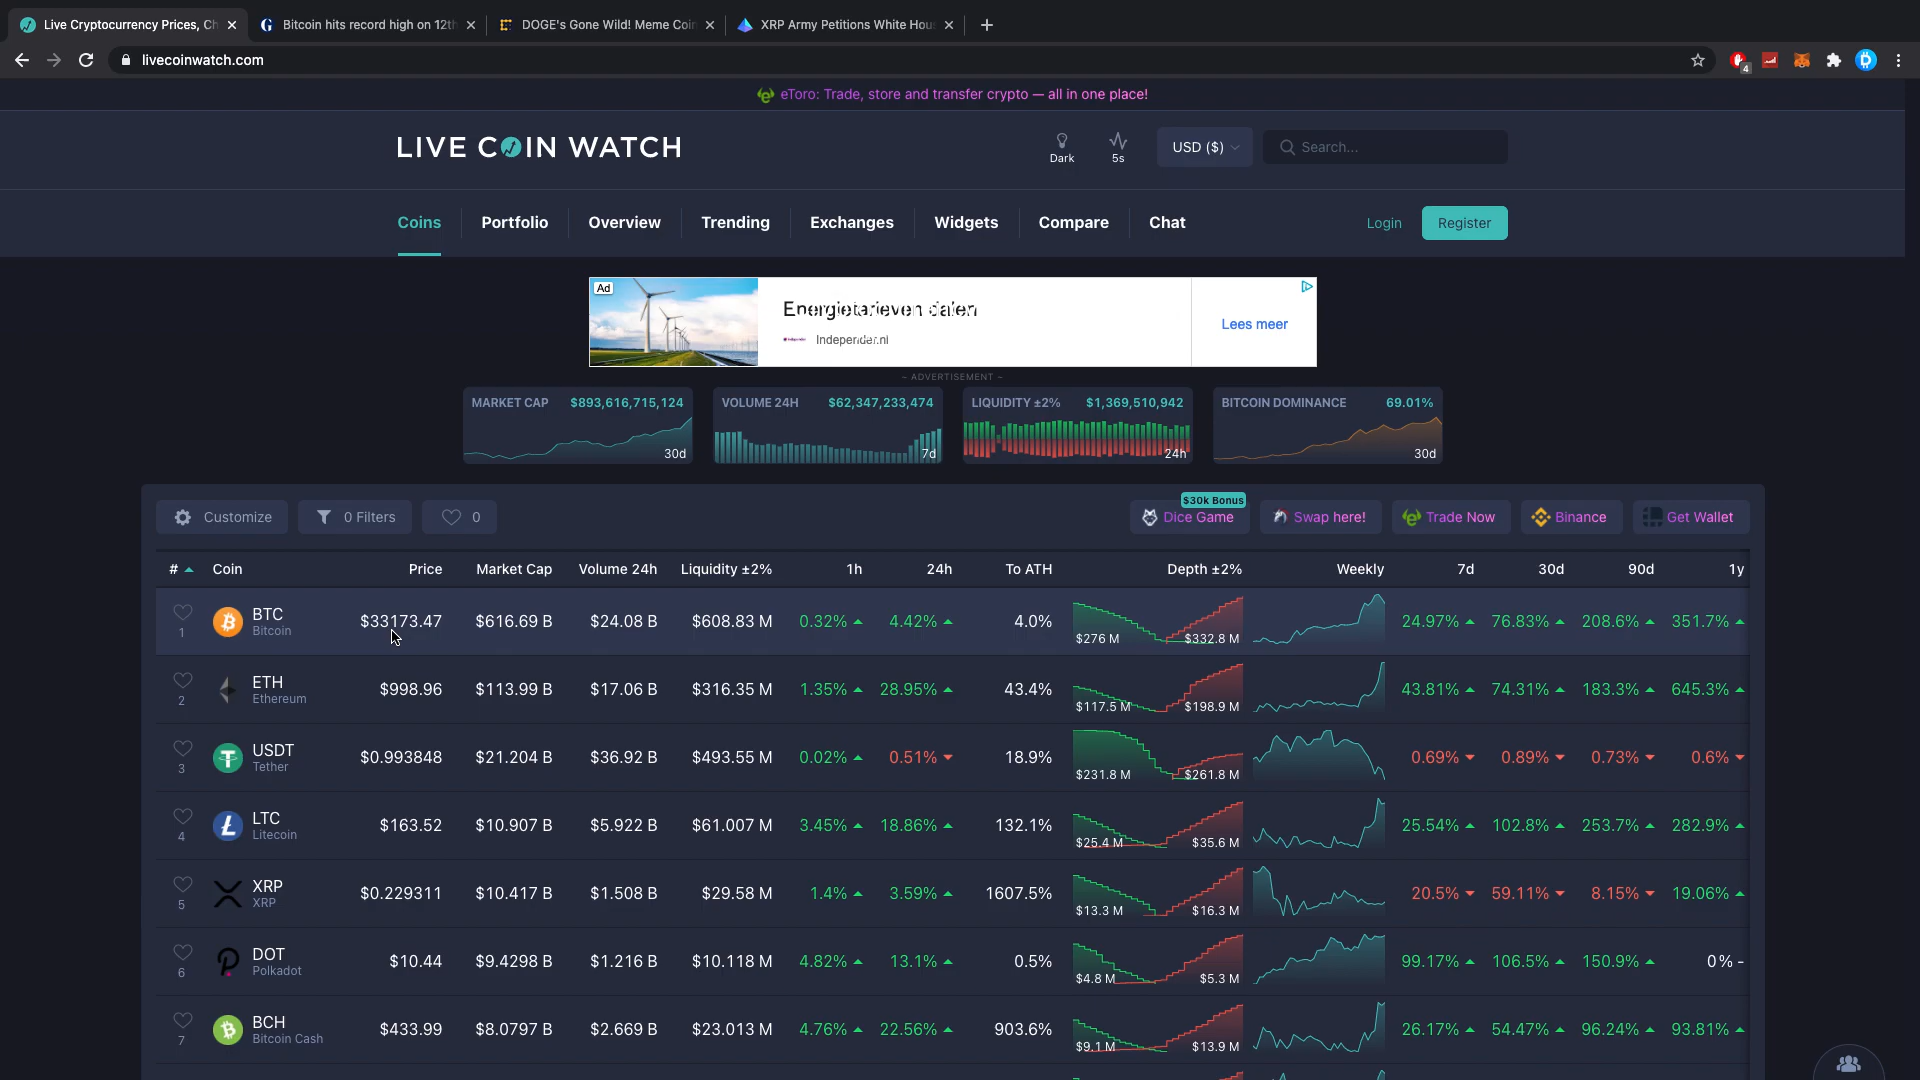 Live Cryptocurrency Prices, Ch
Bitcoin hits record high on 12th
DOGE's Gone Wild! Meme Coin
XRP Army Petitions White Hou
livecoinwatch.com
4
eToro: Trade, store and transfer crypto — all in one place!
LIVE COIN WATCH
Dark
5s
USD ($)
Search...
Coins Portfolio Overview Trending Exchanges Widgets Compare Chat
Login Register
Ad
Independer.nl
Lees meer
~ ADVERTISEMENT ~
MARKET CAP $893,616,715,124
30d
VOLUME 24H $62,347,233,474
7d
LIQUIDITY ±2% $1,369,510,942
24h
BITCOIN DOMINANCE 69.01%
30d
Customize 0 Filters 0
$30k Bonus
Dice Game Swap here! Trade Now Binance Get Wallet
# Coin Price Market Cap Volume 24h Liquidity ±2% 1h 24h To ATH Depth ±2% Weekly 7d 30d 90d 1y
1 BTC Bitcoin $33173.47 $616.69 B $24.08 B $608.83 M 0.32% 4.42% 4.0% $276 M $332.8 M 24.97% 76.83% 208.6% 351.7%
2 ETH Ethereum $998.96 $113.99 B $17.06 B $316.35 M 1.35% 28.95% 43.4% $117.5 M $198.9 M 43.81% 74.31% 183.3% 645.3%
3 USDT Tether $0.993848 $21.204 B $36.92 B $493.55 M 0.02% 0.51% 18.9% $231.8 M $261.8 M 0.69% 0.89% 0.73% 0.6%
4 LTC Litecoin $163.52 $10.907 B $5.922 B $61.007 M 3.45% 18.86% 132.1% $25.4 M $35.6 M 25.54% 102.8% 253.7% 282.9%
5 XRP XRP $0.229311 $10.417 B $1.508 B $29.58 M 1.4% 3.59% 1607.5% $13.3 M $16.3 M 20.5% 59.11% 8.15% 19.06%
6 DOT Polkadot $10.44 $9.4298 B $1.216 B $10.118 M 4.82% 13.1% 0.5% $4.8 M $5.3 M 99.17% 106.5% 150.9% 0% -
7 BCH Bitcoin Cash $433.99 $8.0797 B $2.669 B $23.013 M 4.76% 22.56% 903.6% $9.1 M $13.9 M 26.17% 54.47% 96.24% 93.81%